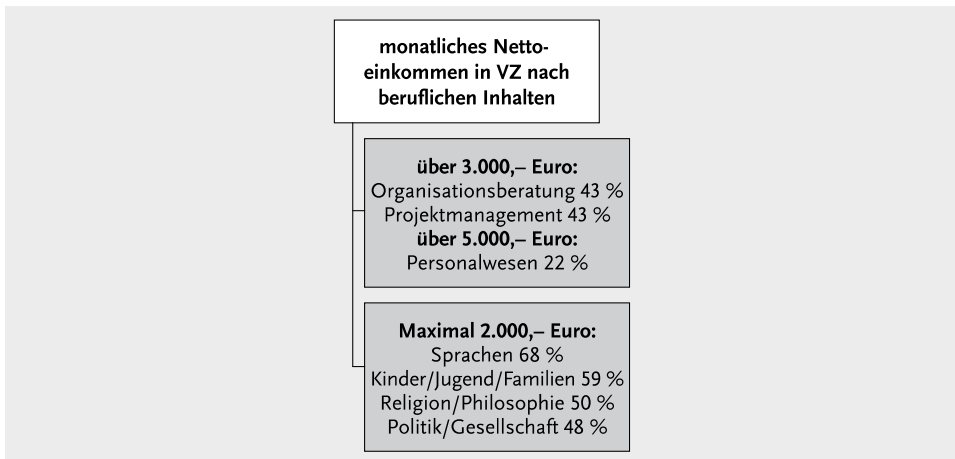 monatliches Netto-
einkommen in VZ nach
beruflichen Inhalten
über 3.000,– Euro:
Organisationsberatung 43 %
Projektmanagement 43 %
über 5.000,– Euro:
Personalwesen 22 %
Maximal 2.000,– Euro:
Sprachen 68 %
Kinder/Jugend/Familien 59 %
Religion/Philosophie 50 %
Politik/Gesellschaft 48 %